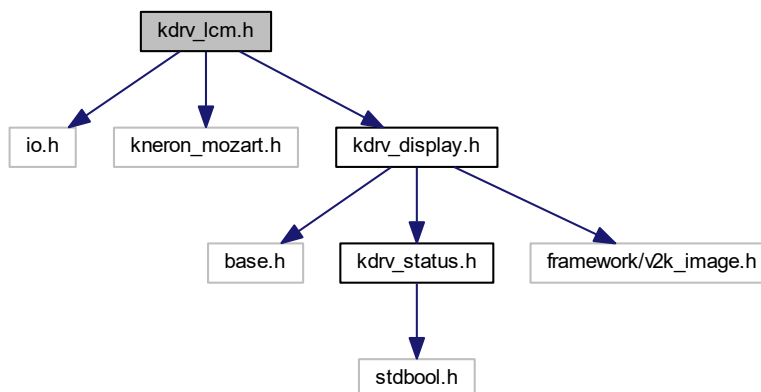 kdrv_lcm.h
io.h
kneron_mozart.h
kdrv_display.h
base.h
kdrv_status.h
framework/v2k_image.h
stdbool.h